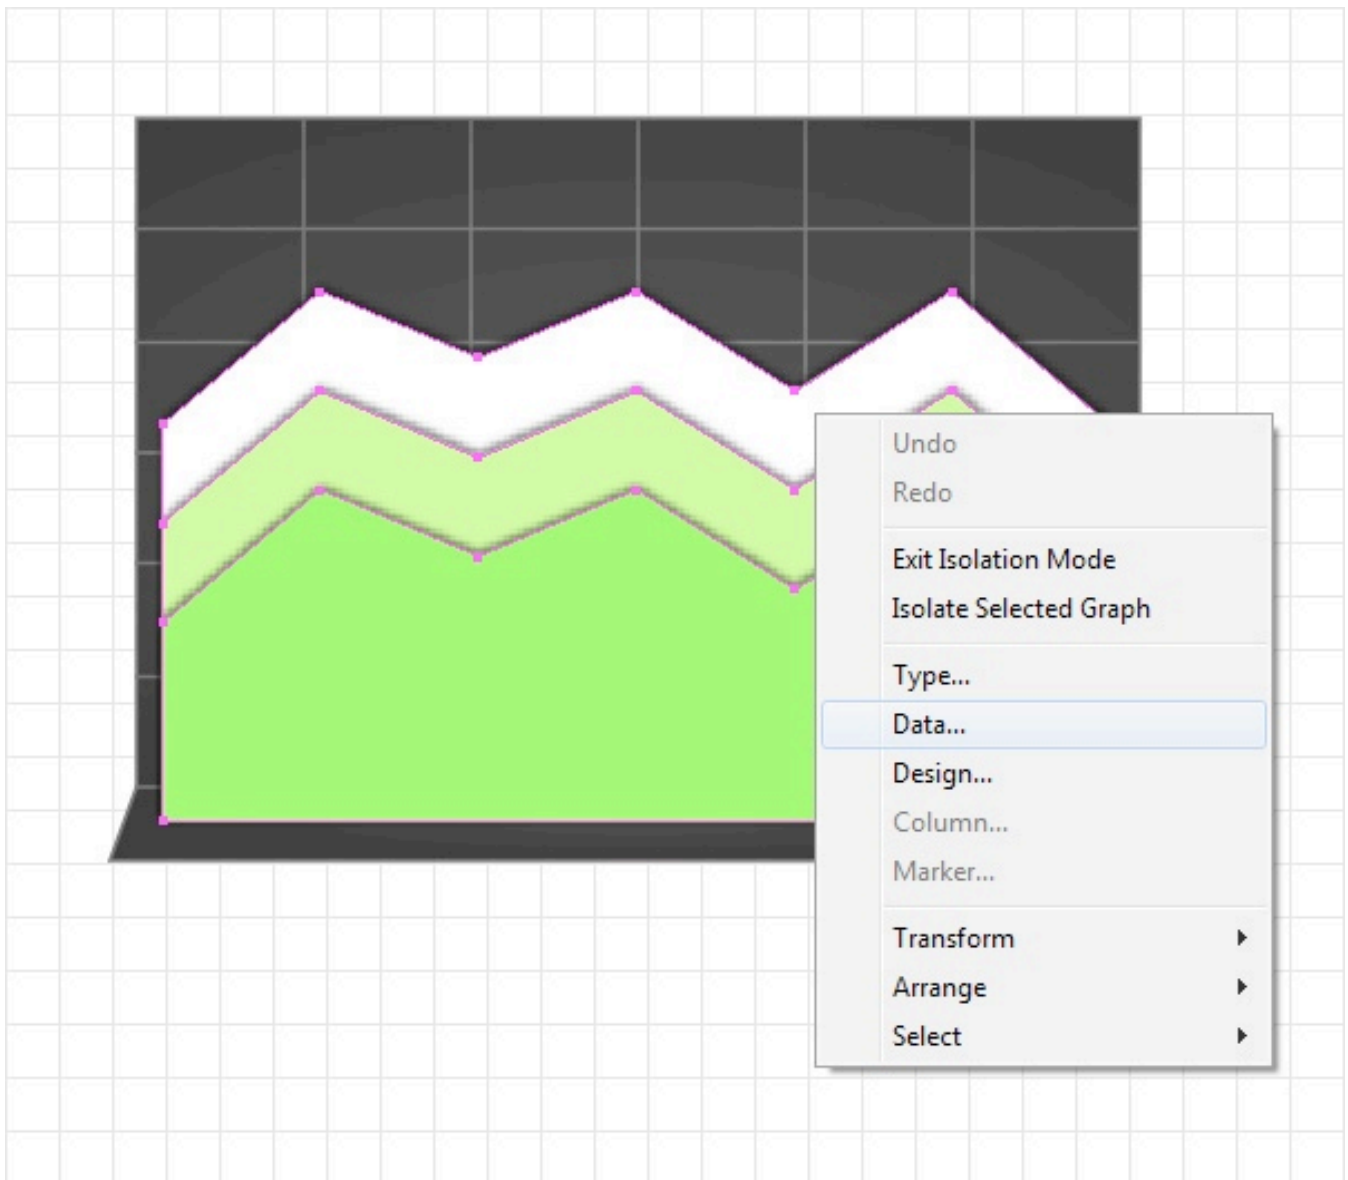 Undo
Redo
Exit Isolation Mode
Isolate Selected Graph
Type...
Data...
Design...
Column...
Marker...
Transform
Arrange
Select